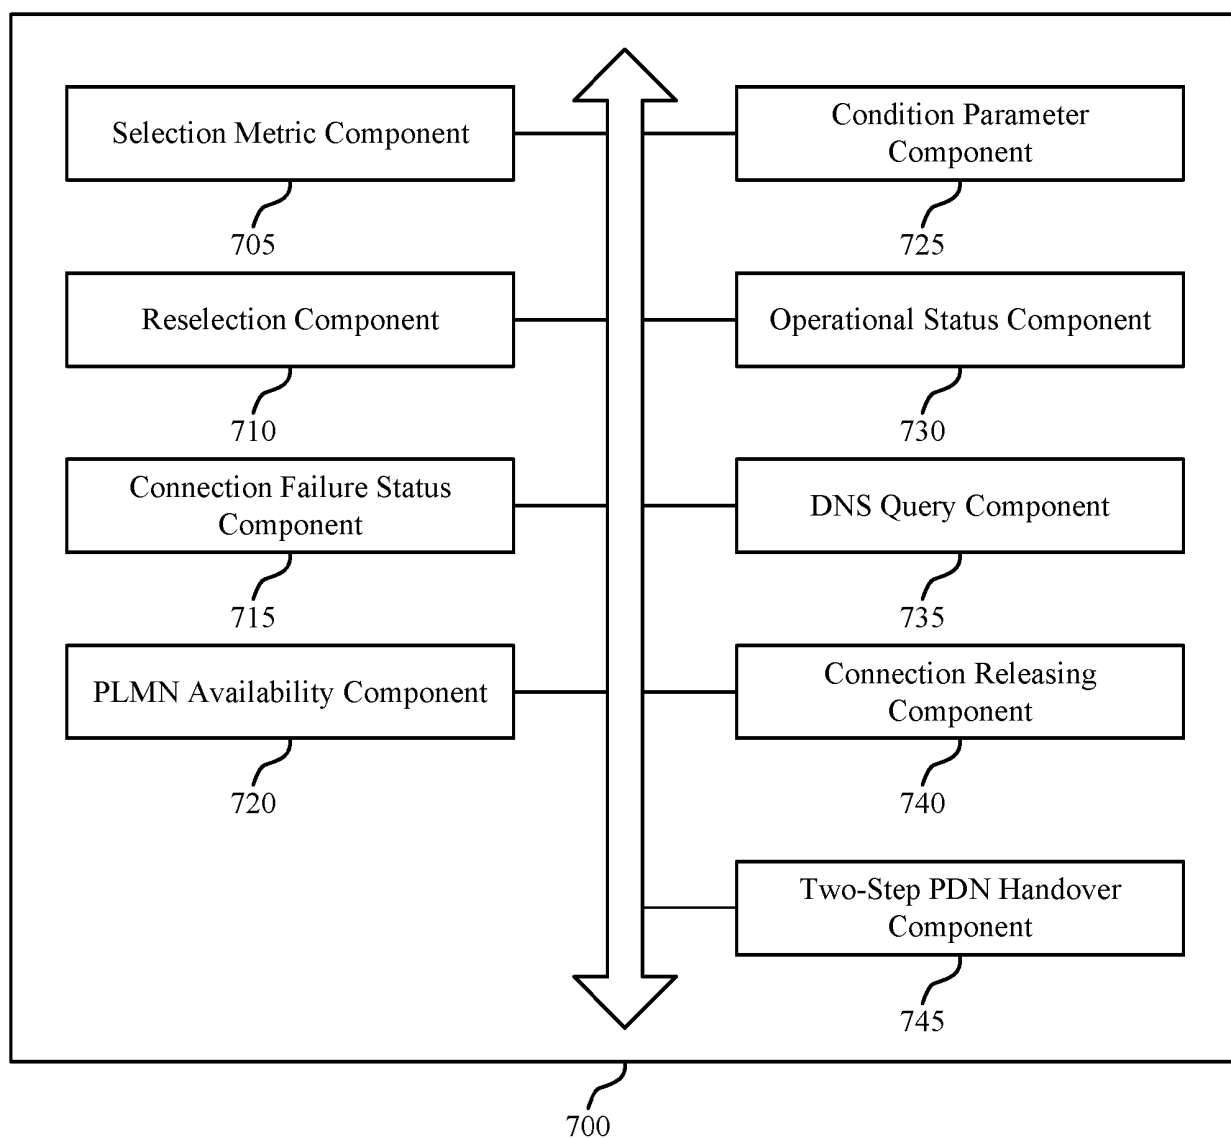 Selection Metric Component
705
Reselection Component
710
Connection Failure Status
Component
715
PLMN Availability Component
720
Condition Parameter
Component
725
Operational Status Component
730
DNS Query Component
735
Connection Releasing
Component
740
Two-Step PDN Handover
Component
745
700